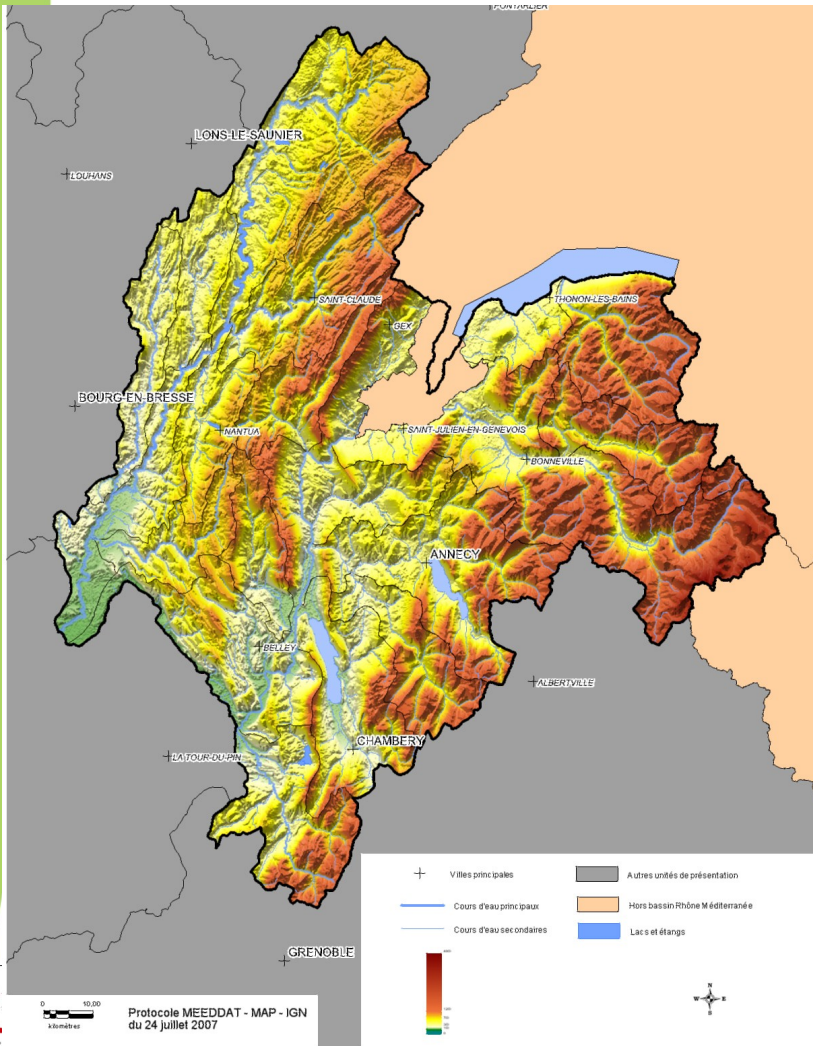 PONTARLIER
LONS-LE-SAUNIER
LOUHANS
SAINT-CLAUDE
THONON-LES-BAINS
GEX
BOURG-EN-BRESSE
NANTUA
SAINT-JULIEN-EN-GENEVOIS
BONNEVILLE
ANNECY
BELLEY
ALBERTVILLE
CHAMBERY
LA TOUR-DU-PIN
GRENOBLE
Villes principales
Autres unités de présentation
Cours d'eau principaux
Hors bassin Rhône Méditerranée
Cours d'eau secondaires
Lacs et étangs
N
W E
S
0 10,00
kilomètres
Protocole MEEDDAT - MAP - IGN
du 24 juillet 2007